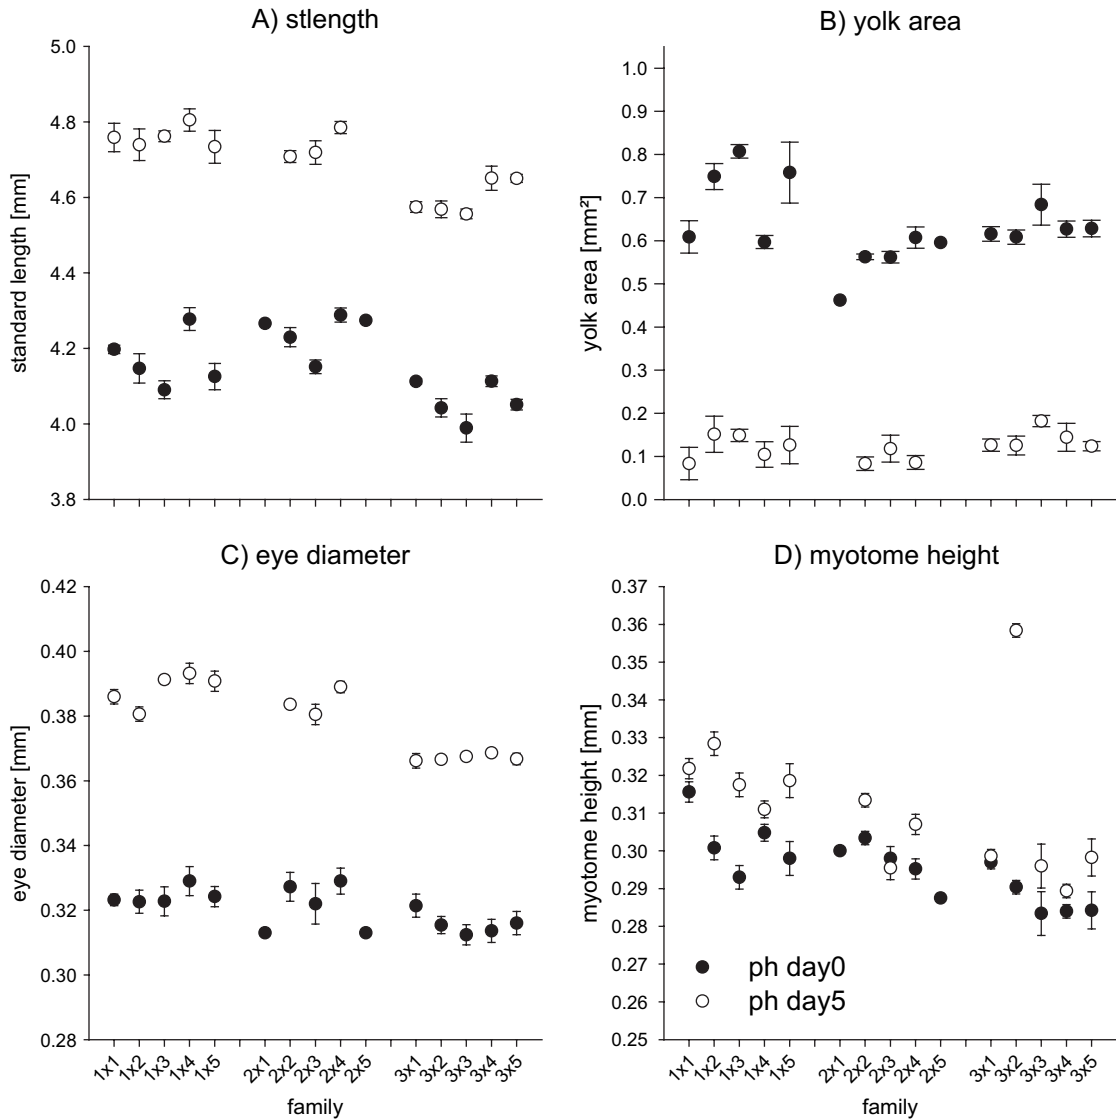 A) stlength
B) yolk area
5.0
4.8
4.6
4.4
4.2
4.0
3.8
standard length [mm]
1.0
0.9
0.8
0.7
0.6
0.5
0.4
0.3
0.2
0.1
0.0
yolk area [mm²]
C) eye diameter
D) myotome height
0.42
0.40
0.38
0.36
0.34
0.32
0.30
0.28
eye diameter [mm]
0.37
0.36
0.35
0.33
0.32
0.31
0.30
0.29
0.28
0.27
0.26
0.25
myotome height [mm]
ph day0
ph day5
1x1 1x2 1x3 1x4 1x5 2x1 2x2 2x3 2x4 2x5 3x1 3x2 3x3 3x4 3x5
family
1x1 1x2 1x3 1x4 1x5 2x1 2x2 2x3 2x4 2x5 3x1 3x2 3x3 3x4 3x5
family